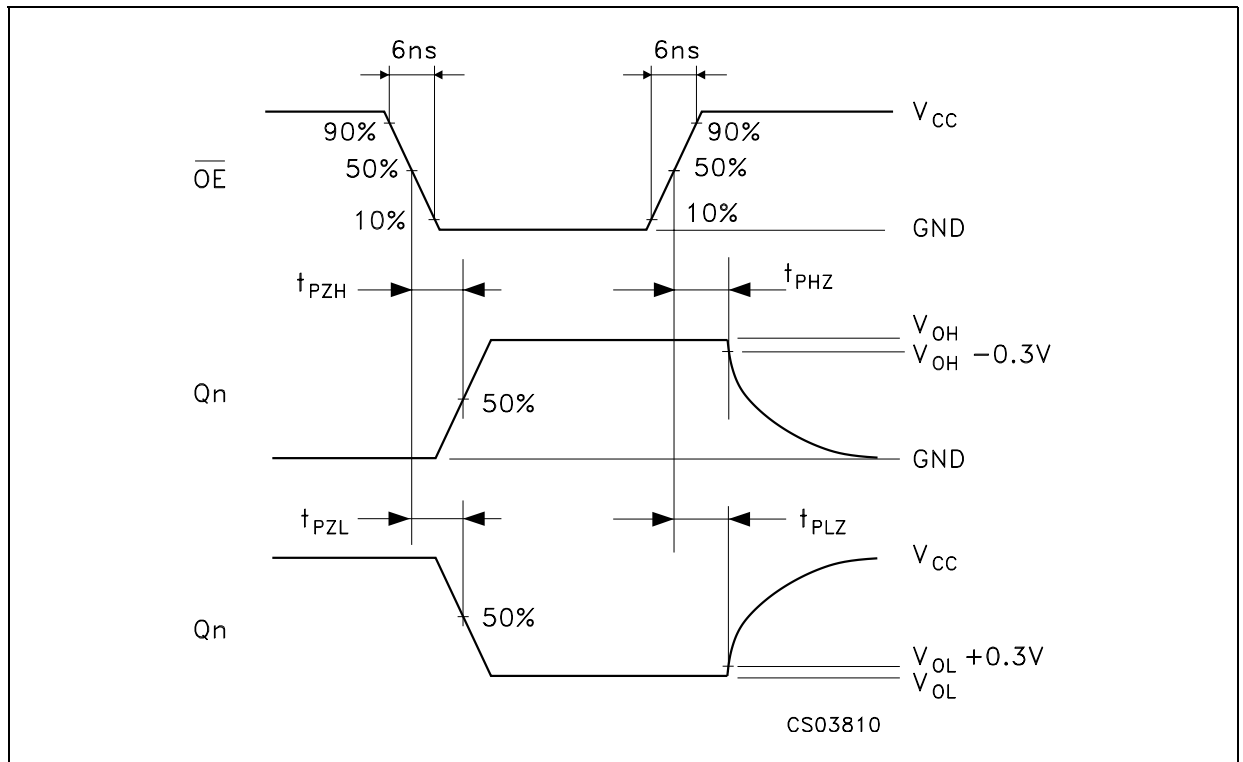 6ns 6ns
V_CC
90% 90%
O̅E̅ 50% 50%
10% 10%
GND
t_PZH t_PHZ
V_OH
V_OH −0.3V
Qn 50%
GND
t_PZL t_PLZ
V_CC
Qn 50%
V_OL +0.3V
V_OL
CS03810